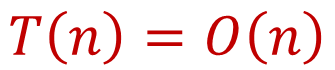 T(n) = O(n)